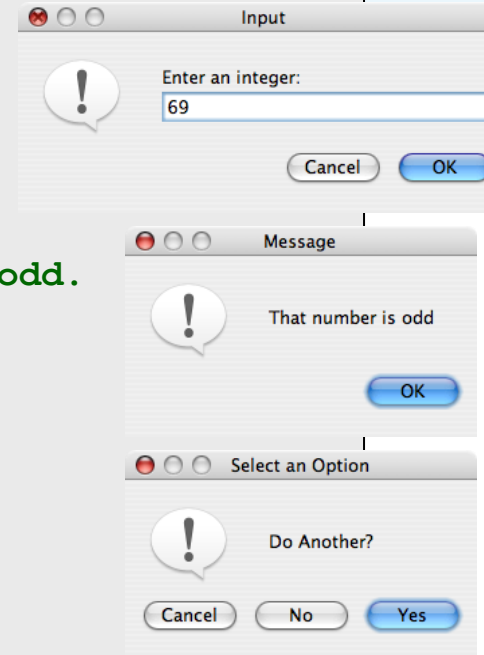 Input
Enter an integer:
69
Cancel OK
Message
odd.
That number is odd
OK
Select an Option
Do Another?
Cancel No Yes